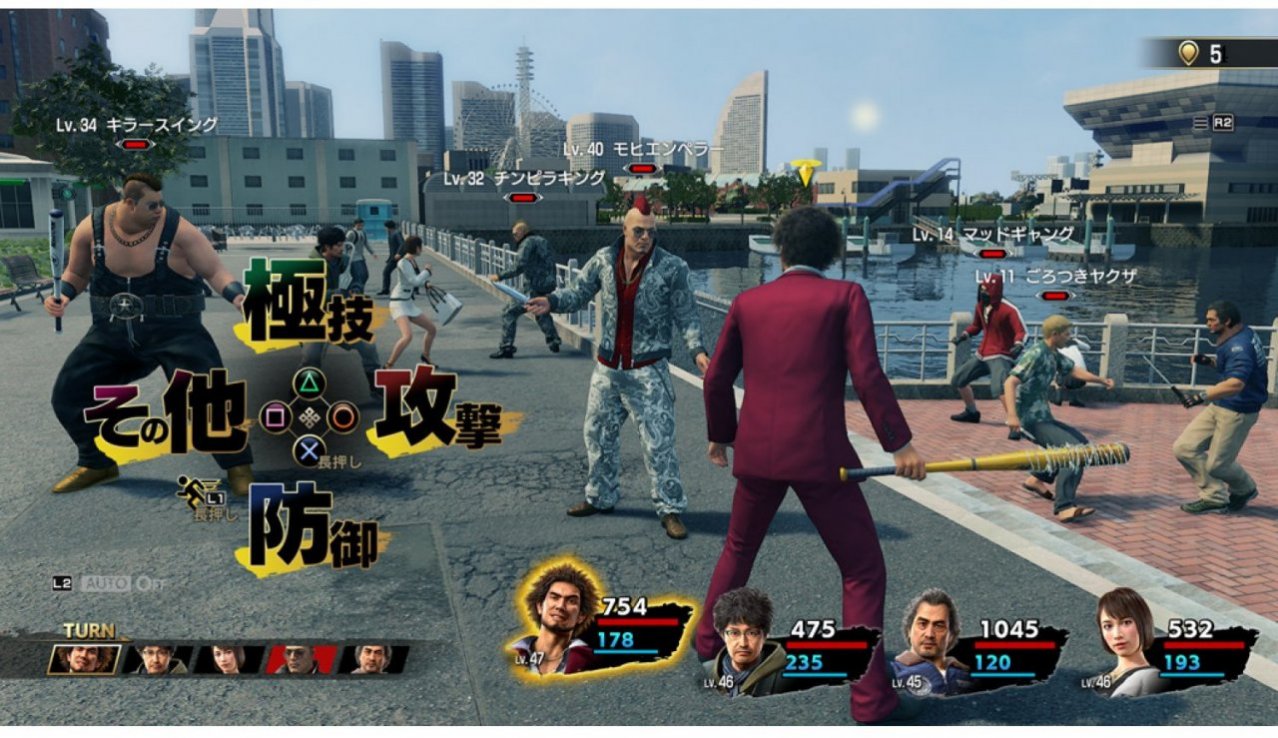 5
R2
Lv.34 キラースイング
Lv.40 モヒエンペラー
Lv.32 チンピラキング
Lv.14 マッドギャング
Lv.11 ごろつきヤクザ
極技
その他
攻撃
長押し
L1
長押し
防御
L2 AUTO OFF
TURN
754
178
Lv.47
475
235
Lv.46
1045
120
Lv.45
532
193
Lv.46